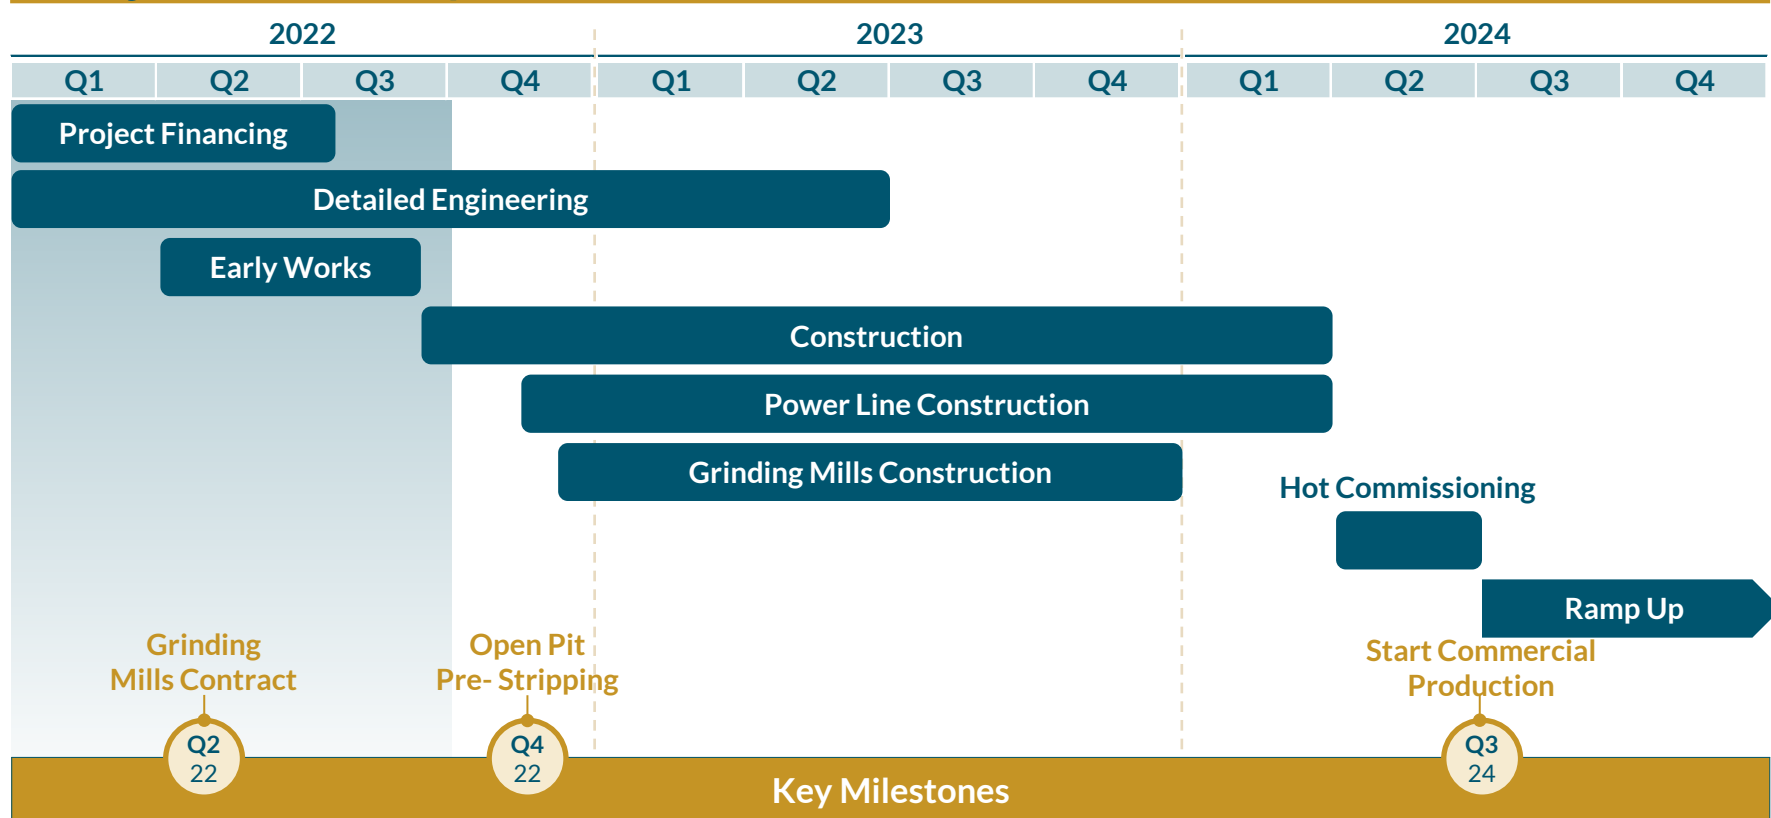 2022 2023 2024
Q1 Q2 Q3 Q4 Q1 Q2 Q3 Q4 Q1 Q2 Q3 Q4
Project Financing
Detailed Engineering
Early Works
Construction
Power Line Construction
Grinding Mills Construction
Hot Commissioning
Ramp Up
Grinding
Mills Contract
Open Pit
Pre- Stripping
Start Commercial
Production
Q2
22
Q4
22
Q3
24
Key Milestones